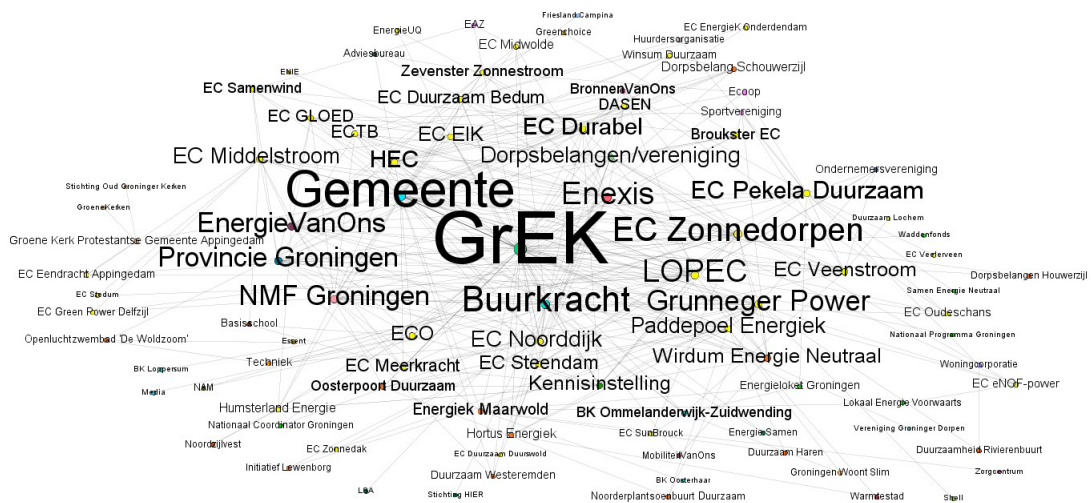 Friesland Campina
EnergieUQ
EAZ
Greenschoice
EC EnergieK Onderdendam
Adviesbureau
EC Midwolde
Huurdersorganisatie
Winsum Duurzaam
Dorpsbelang Schouwerzijl
ENIE
Zevenster Zonnestroom
EC Samenwind
BronnenVanOns
Ecoop
EC Duurzaam Bedum
DASEN
Sportvereniging
EC GLOED
ECTB
EC EIK
EC Durabel
Broukster EC
EC Middelstroom
HEC
Dorpsbelangen/vereniging
Ondernemersvereniging
Stichting Oud Groninger Kerken
Gemeente
Enexis
EC Pekela Duurzaam
GroeneKerken
EnergieVanOns
GrEK
EC Zonnedorpen
Duurzaam Lochem
Waddenfonds
Groene Kerk Protestantse Gemeente Appingedam
Provincie Groningen
EC Veenstroom
EC Eendracht Appingedam
LOPEC
Dorpsbelangen Houwerzijl
EC Stedum
NMF Groningen
Buurkracht
Grunneger Power
Samen Energie Neutraal
EC Green Power Delfzijl
EC Oudeschans
Basisschool
Paddepoel Energiek
Nationaal Programma Groningen
Openluchtzwembad 'De Woldzoom'
Essent
ECO
EC Noorddijk
Techniek
EC Meerkracht
EC Steendam
Wirdum Energie Neutraal
Woningcorporatie
BK Loppersum
Oosterpoort Duurzaam
Kennisinstelling
Energieloket Groningen
EC eNOF-power
Media
NAM
Humsterland Energie
Energiek Maarwold
BK Ommelanderwijk-Zuidwending
Lokaal Energie Voorwaarts
Nationaal Coordinator Groningen
Hortus Energiek
EnergieSamen
Vereniging Groninger Dorpen
Noordzijlvest
EC Zonnedak
EC Duurzaam Duurswold
EC SunBrouck
MobiliteitVanOns
Duurzaam Haren
Duurzaamheid Rivierenbuurt
Initiatief Lewenborg
Duurzaam Westeremden
BK Oosterhaar
Groningen Woont Slim
Zorgcentrum
LSA
Stichting HIER
Noorderplantsoenbuurt Duurzaam
Warmestad
Shell